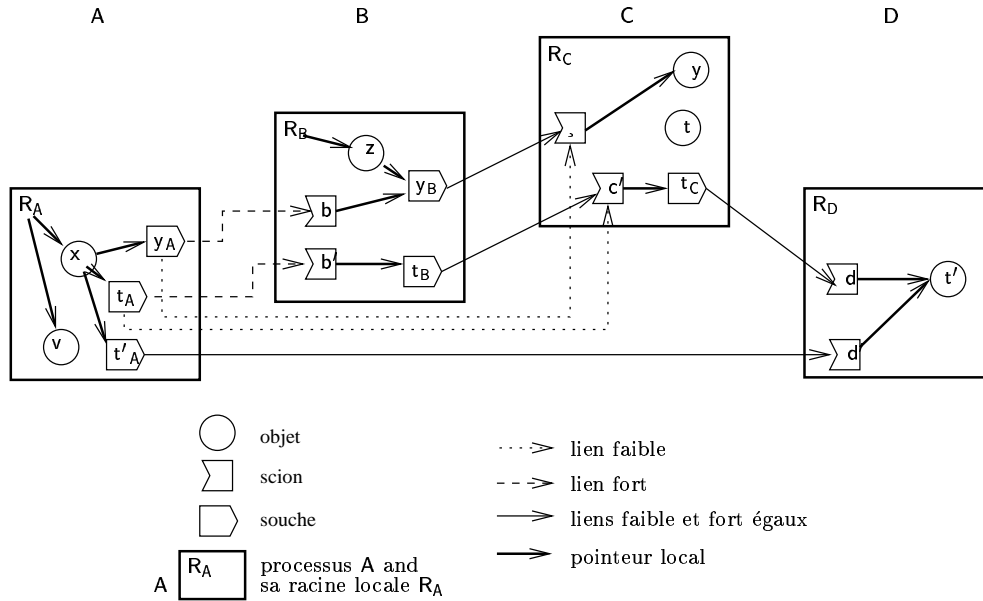 A B C D
R_C
y
t
c′ t_C
R_B
z
y_B
b
b′ t_B
R_A
x
y_A
t_A
v
t′_A
R_D
d
t′
d
objet
scion
souche
A R_A processus A and
sa racine locale R_A
lien faible
lien fort
liens faible et fort égaux
pointeur local